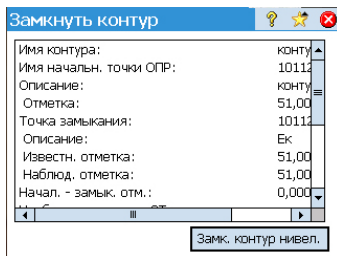 Замкнуть контур
Имя контура: конту
Имя начальн. точки ОПР: 10112
Описание: конту
Отметка: 51,00
Точка замыкания: 10112
Описание: Ек
Известн. отметка: 51,00
Наблюд. отметка: 51,00
Начал. - замык. отм.: 0,000
Замк. контур нивел.